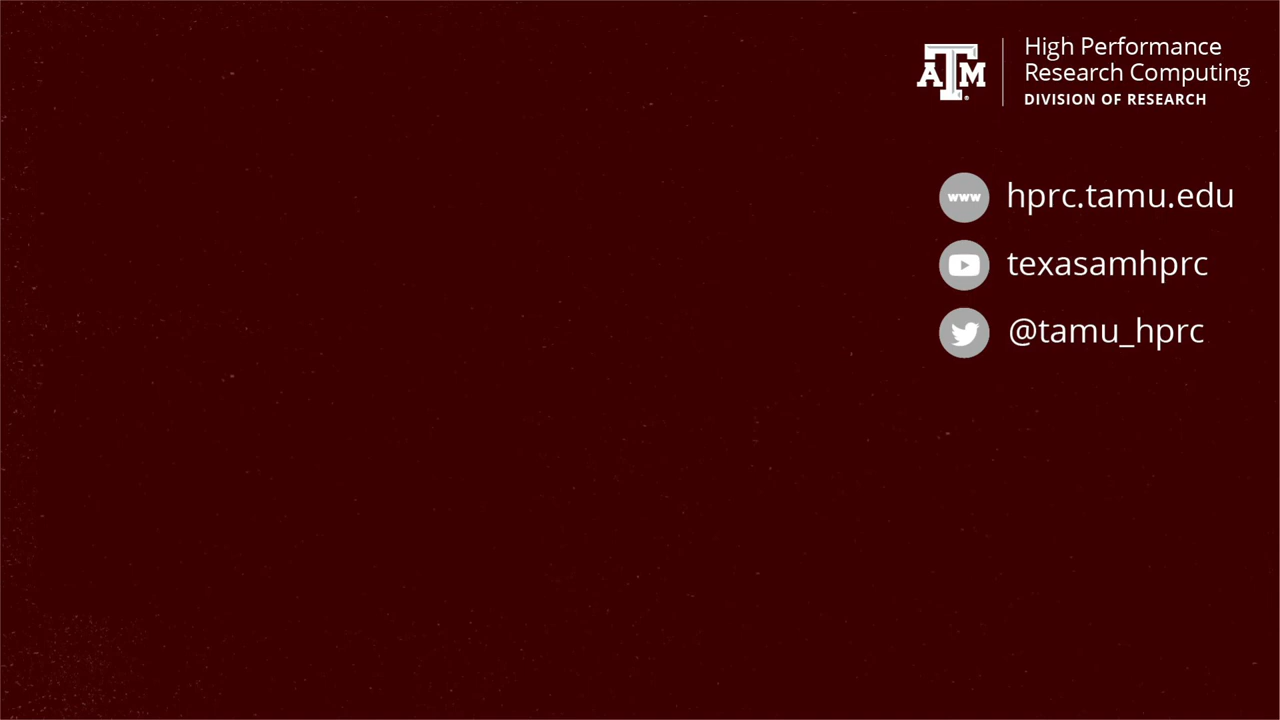 ATM
High Performance
Research Computing
DIVISION OF RESEARCH
www
hprc.tamu.edu
texasamhprc
@tamu_hprc